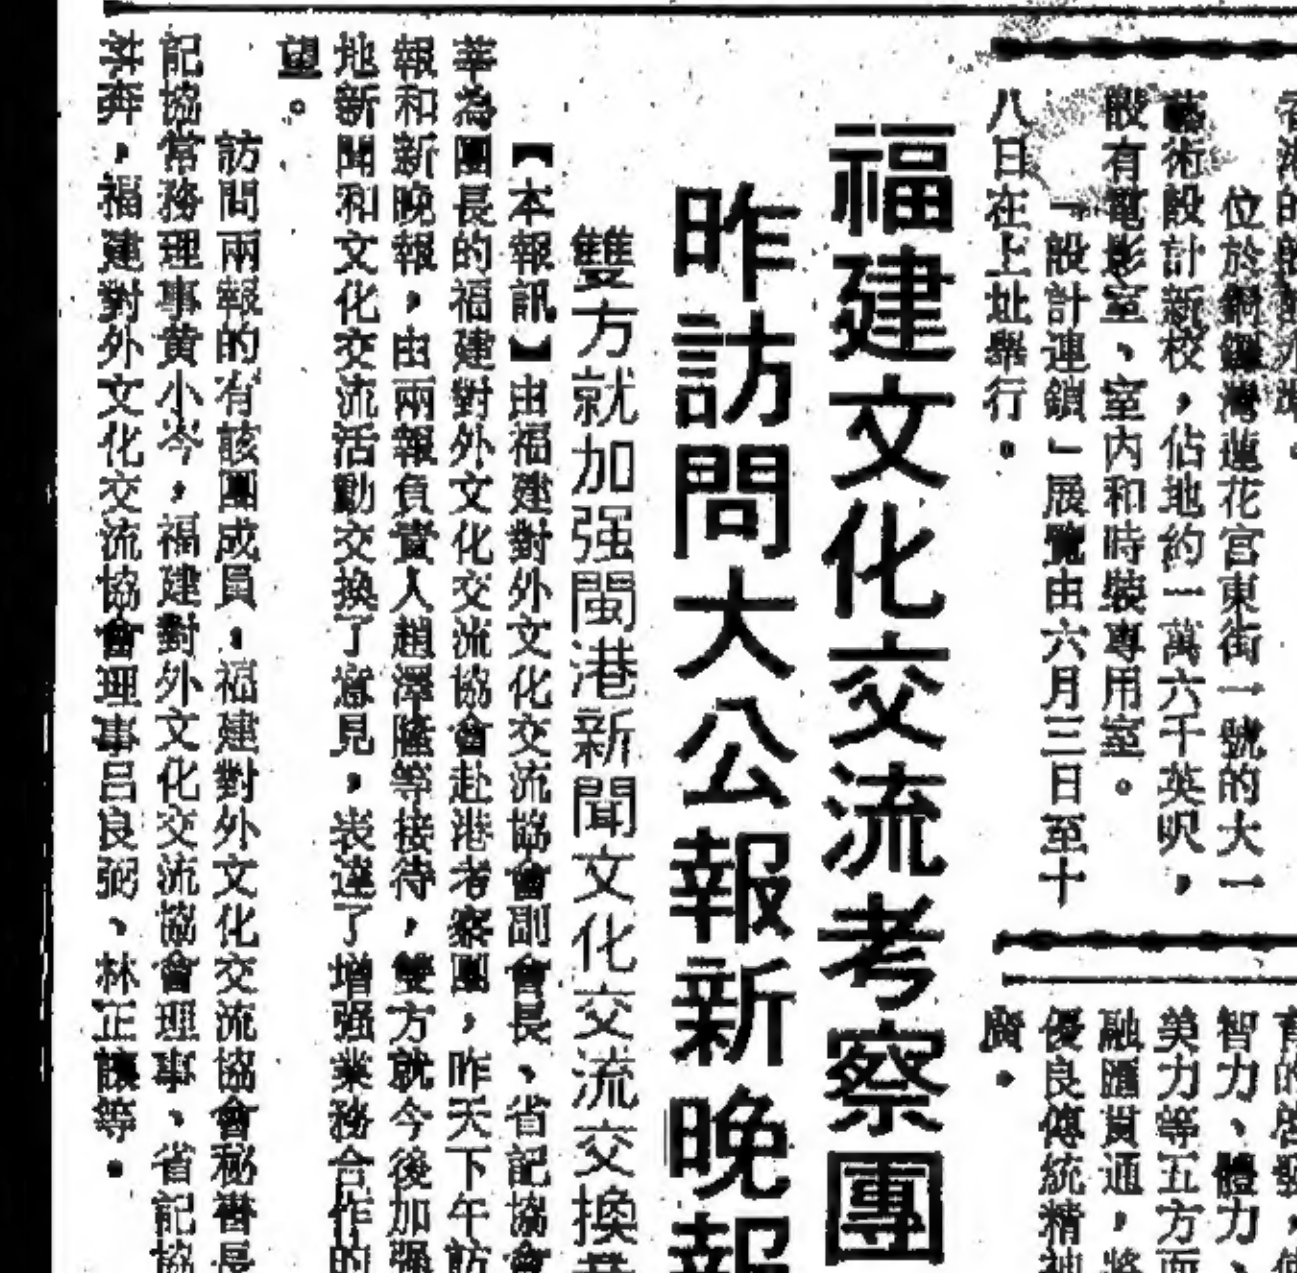 位於銅鑼灣蓮花宮東街一號的大一
藝術設計新校，佔地約一萬六千英呎，
設有電影室、室内和時裝專用室。
「設計連鎖」展覽由六月三日至十
八日在上址舉行。
智力、體力、
美力等五方面
融匯貫通，將
優良傳統精神
廣。
福建文化交流考察團
昨訪問大公報新晚報
雙方就加强閩港新聞文化交流交換
【本報訊】由福建對外文化交流協會副會長、省記協會
華為團長的福建對外文化交流協會赴港考察團，昨天下午訪
報和新晚報，由兩報負責人趙澤隆等接待，雙方就今後加强
地新聞和文化交流活動交換了意見，表達了增强業務合作的
望。
訪問兩報的有該團成員，福建對外文化交流協會秘書長
記協常務理事黄小岑，福建對外文化交流協會理事、省記協
奔，福建對外文化交流協會理事呂良弼、林正讓等。